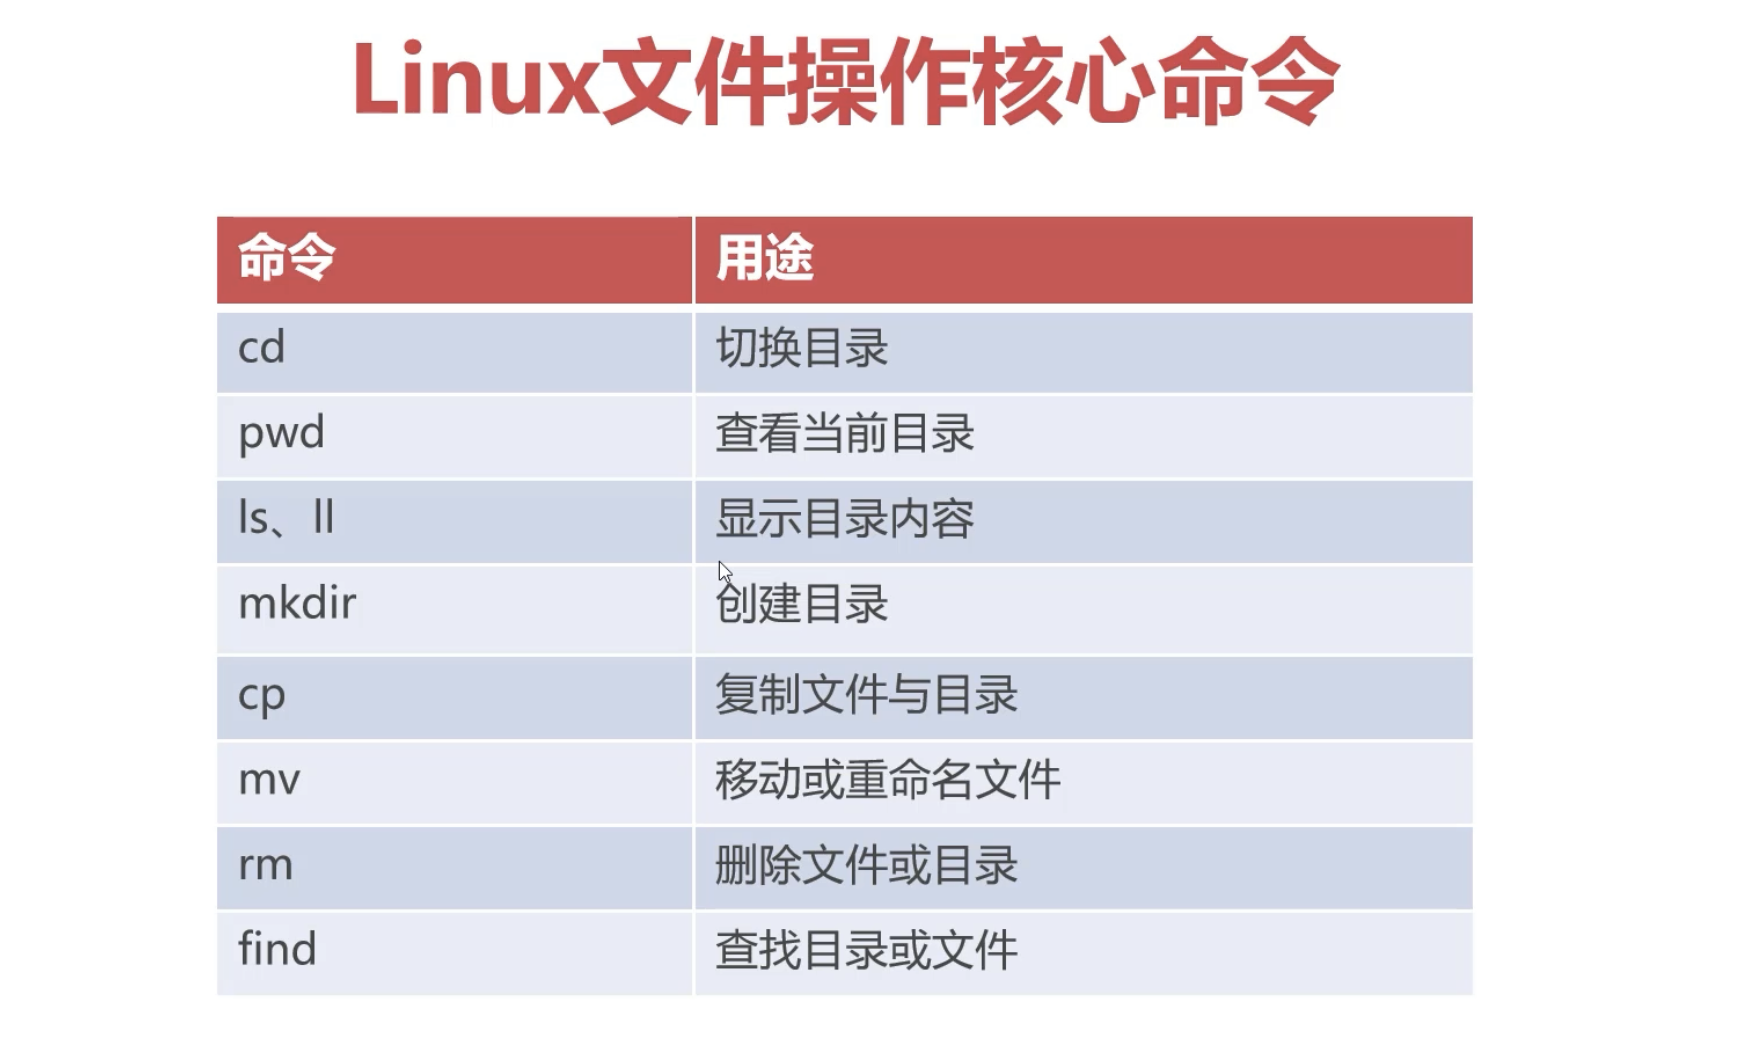 Linux文件操作核心命令
命令 用途
cd 切换目录
pwd 查看当前目录
ls、ll 显示目录内容
mkdir 创建目录
cp 复制文件与目录
mv 移动或重命名文件
rm 删除文件或目录
find 查找目录或文件